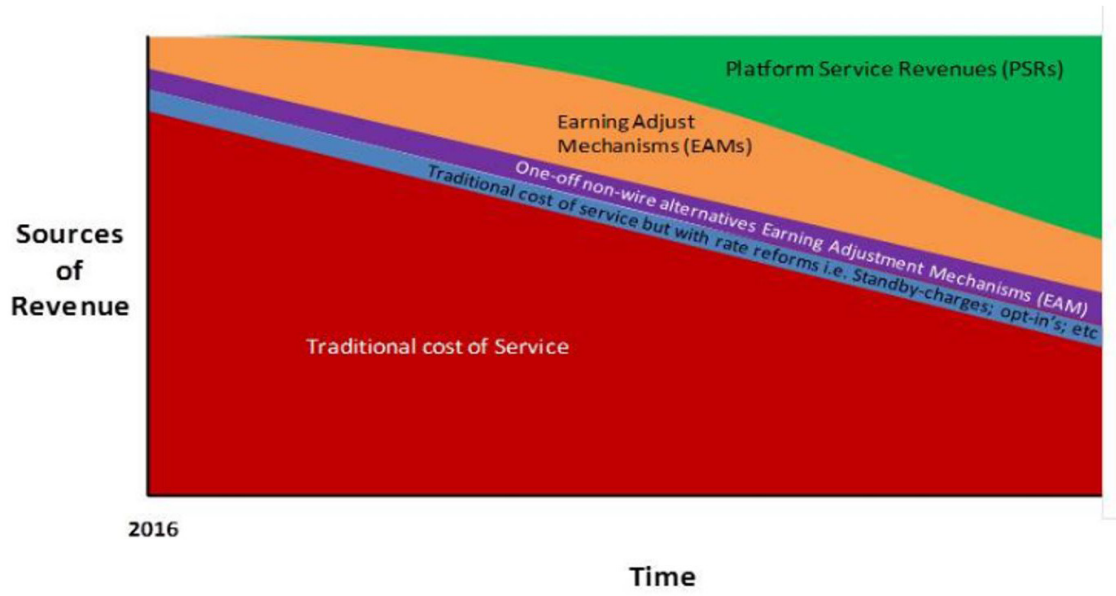 Platform Service Revenues (PSRs)
Earning Adjust
Mechanisms (EAMs)
One-off non-wire alternatives Earning Adjustment Mechanisms (EAM)
Traditional cost of service but with rate reforms i.e. Standby-charges; opt-in's; etc
Sources
of
Revenue
Traditional cost of Service
2016
Time